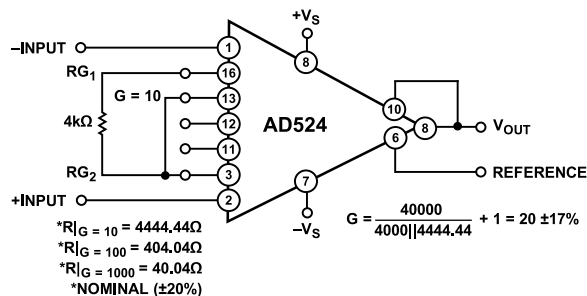 –INPUT
1
+VS
8
RG1
16
G = 10
13
10
4kΩ
12
AD524
8
VOUT
11
6
RG2
3
REFERENCE
+INPUT
2
7
–VS
*R|G = 10 = 4444.44Ω
*R|G = 100 = 404.04Ω
*R|G = 1000 = 40.04Ω
*NOMINAL (±20%)
G = 40000 / 4000||4444.44 + 1 = 20 ±17%